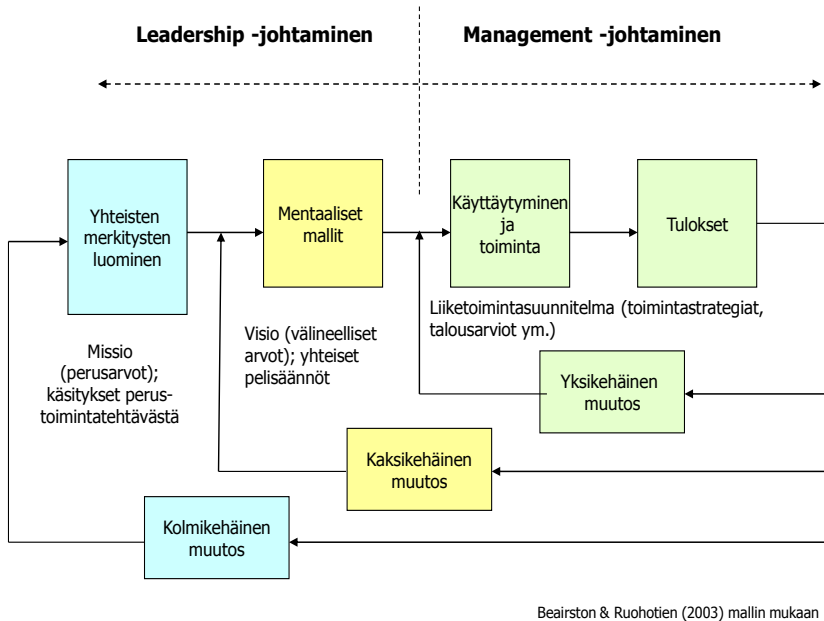 Leadership -johtaminen
Management -johtaminen
Yhteisten
merkitysten
luominen
Mentaaliset
mallit
Käyttäytyminen
ja
toiminta
Tulokset
Missio
(perusarvot);
käsitykset perus-
toimintatehtävästä
Visio (välineelliset
arvot); yhteiset
pelisäännöt
Liiketoimintasuunnitelma (toimintastrategiat,
talousarviot ym.)
Yksikehäinen
muutos
Kaksikehäinen
muutos
Kolmikehäinen
muutos
Beairston & Ruohotien (2003) mallin mukaan